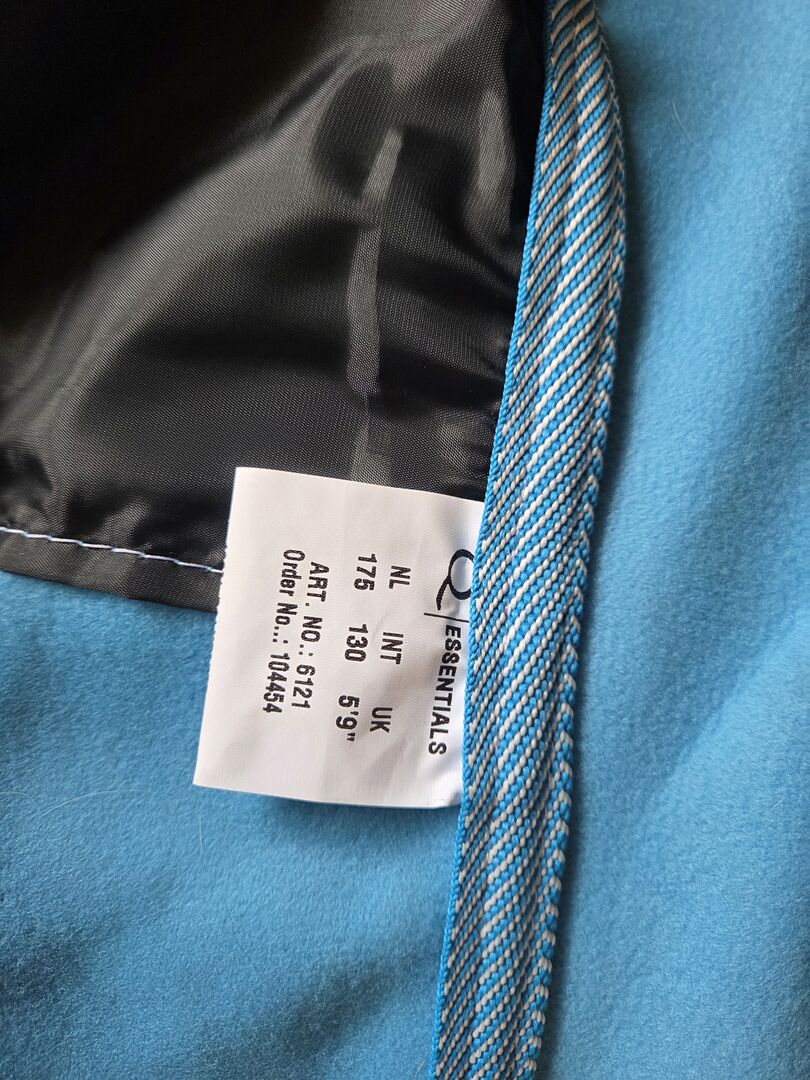 Q/ESSENTIALS
NL INT UK
175 130 5'9"
ART. NO.: 6121
Order No..: 104454